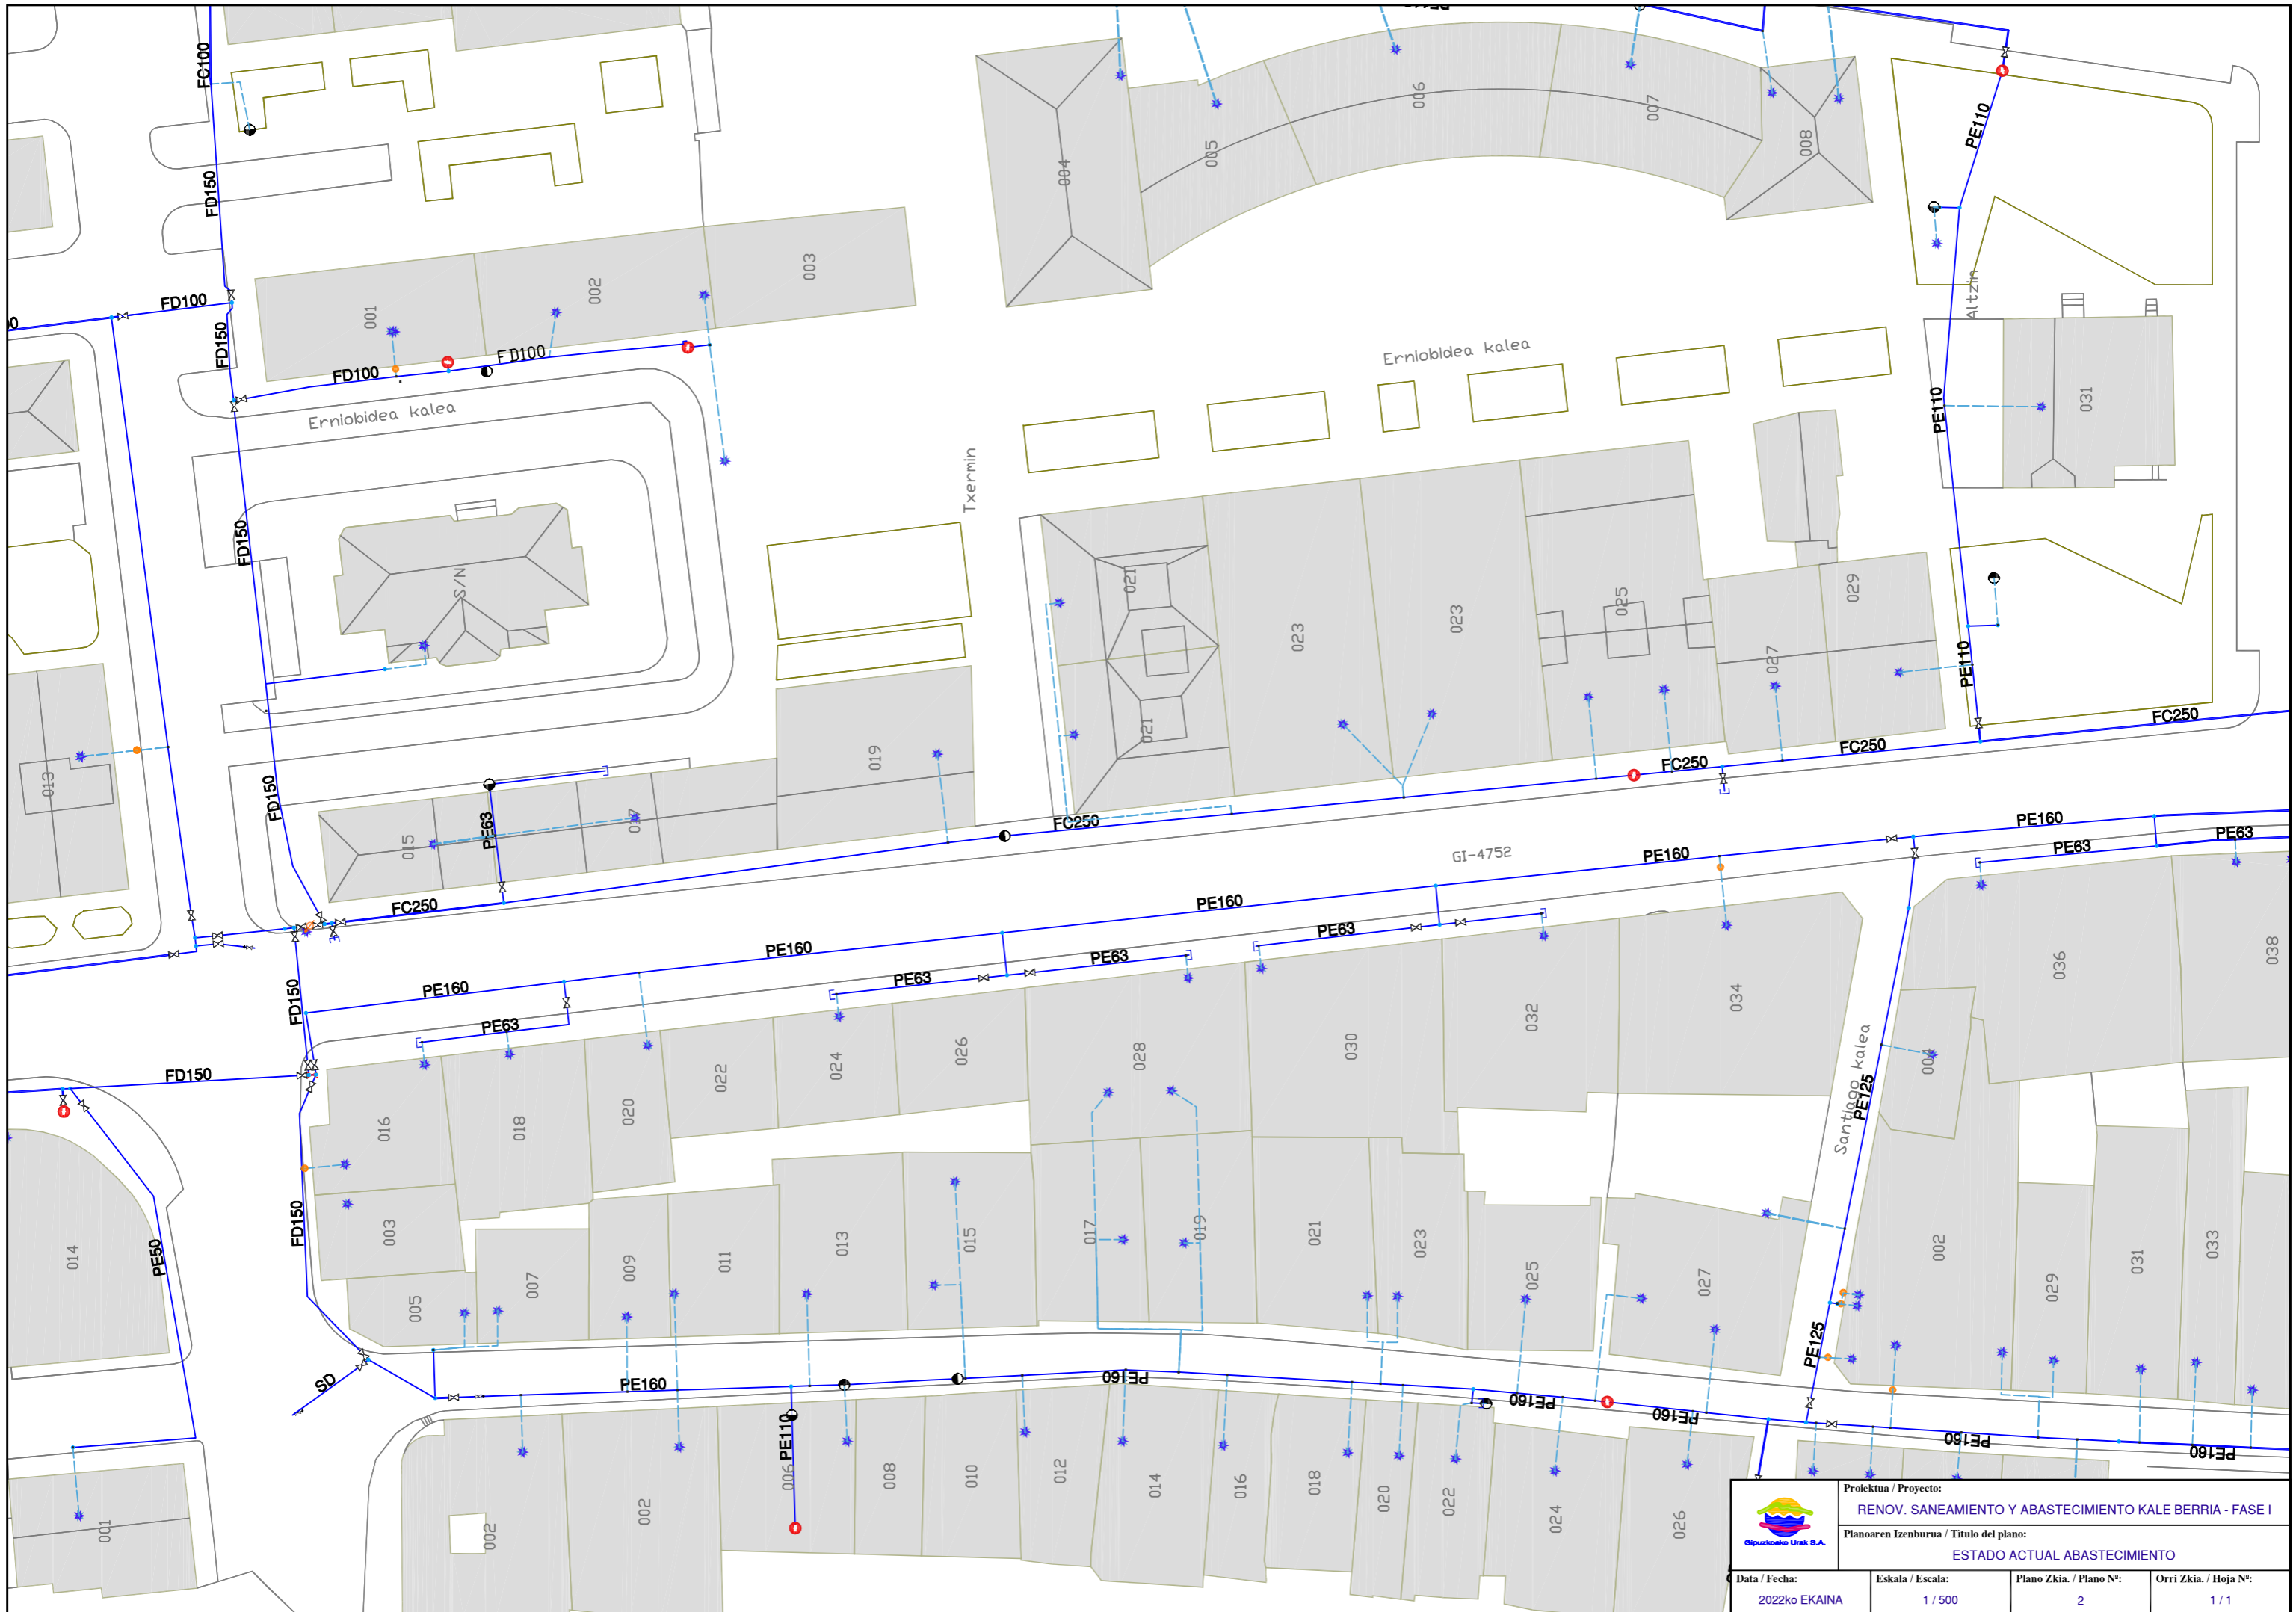 FC100
PE110
FD150
006
007
008
005
004
PE110
003
002
001
FD100
FD150
FD100
FD100
Erniobidea kalea
Erniobidea kalea
Altzin
031
PE110
Txermin
FD150
S/N
021
023
023
025
027
029
PE110
021
019
013
FD150
015
017
PE63
FC250
FC250
FC250
FC250
FC250
PE160
PE63
PE63
GI-4752
PE160
PE160
PE160
PE160
PE63
PE63
PE63
PE63
FD150
FD150
016
018
020
022
024
026
028
030
032
034
036
038
004
Santiago kalea
PE125
FD150
003
005
007
009
011
013
015
017
019
021
023
025
027
002
029
031
033
014
PE50
SD
PE160
PE160
PE160
PE160
PE125
PE160
PE160
PE110
001
002
002
006
008
010
012
014
016
018
020
022
024
026
Gipuzkoako Urak S.A.
Proiektua / Proyecto:
RENOV. SANEAMIENTO Y ABASTECIMIENTO KALE BERRIA - FASE I
Planoaren Izenburua / Titulo del plano:
ESTADO ACTUAL ABASTECIMIENTO
Data / Fecha:
2022ko EKAINA
Eskala / Escala:
1 / 500
Plano Zkia. / Plano Nº:
2
Orri Zkia. / Hoja Nº:
1 / 1